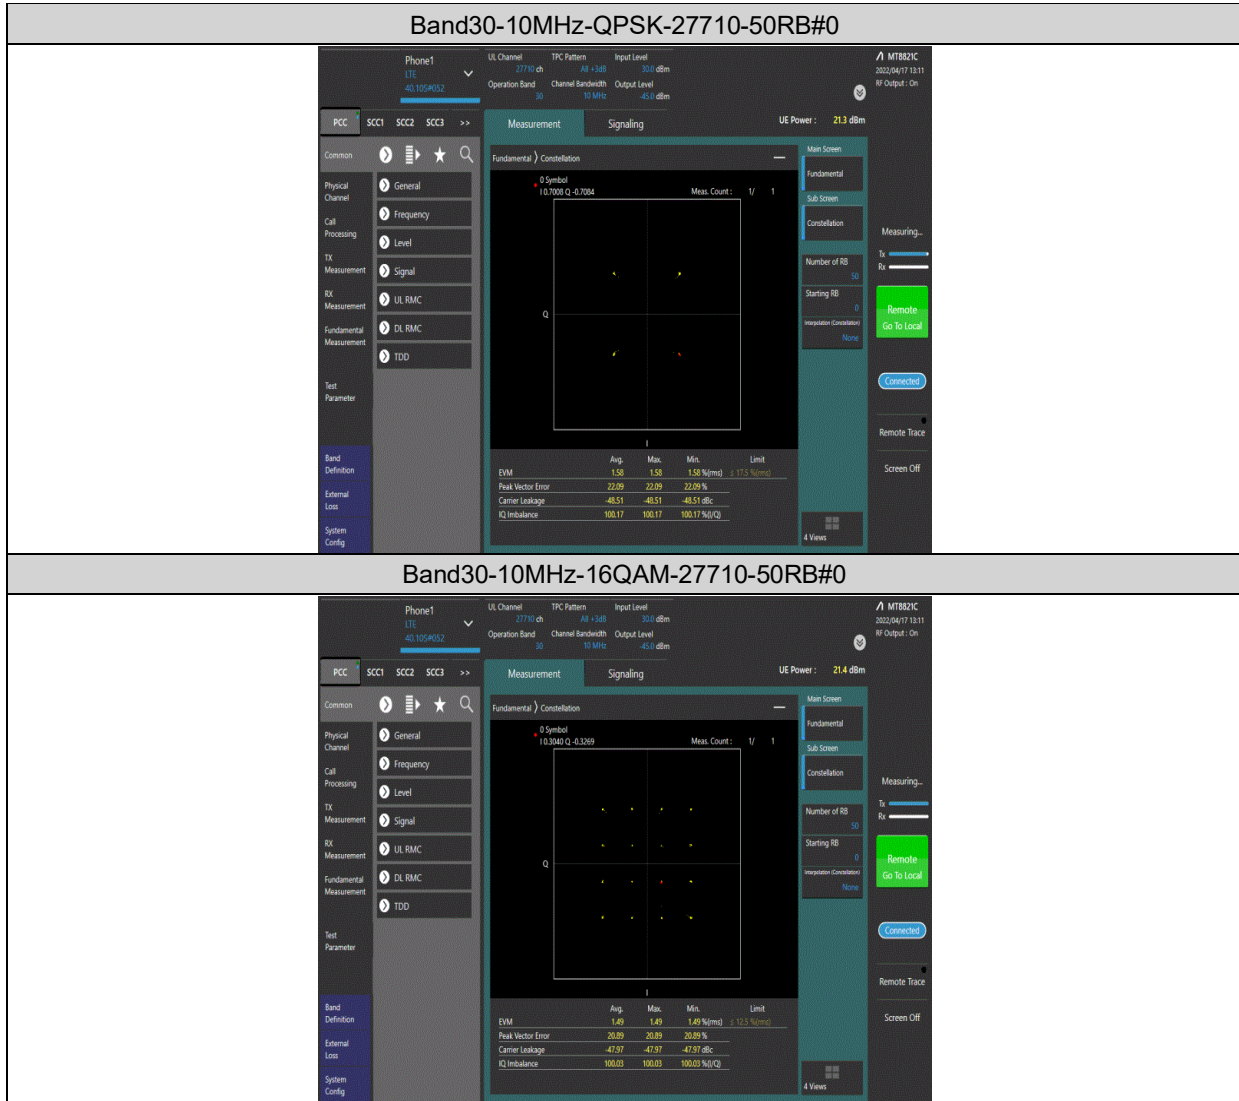 Band30-10MHz-QPSK-27710-50RB#0
Phone1
LTE
40.105#052
UL Channel TPC Pattern Input Level
27710 ch All +3dB 30.0 dBm
Operation Band Channel Bandwidth Output Level
30 10 MHz -45.0 dBm
MT8821C
2022/04/17 13:11
RF Output : On
PCC SCC1 SCC2 SCC3 >>
Measurement Signaling
UE Power : 21.3 dBm
Common
Physical Channel
Call Processing
TX Measurement
RX Measurement
Fundamental Measurement
Test Parameter
Band Definition
External Loss
System Config
General
Frequency
Level
Signal
UL RMC
DL RMC
TDD
Fundamental > Constellation
0 Symbol
I 0.7008 Q -0.7084 Meas. Count : 1/ 1
Q
I
Avg. Max. Min. Limit
EVM 1.58 1.58 1.58 %(rms) ≤ 17.5 %(rms)
Peak Vector Error 22.09 22.09 22.09 %
Carrier Leakage -48.51 -48.51 -48.51 dBc
IQ Imbalance 100.17 100.17 100.17 %(I/Q)
Main Screen
Fundamental
Sub Screen
Constellation
Number of RB
50
Starting RB
0
Interpolation (Constellation)
None
4 Views
Measuring...
Tx
Rx
Remote
Go To Local
Connected
Remote Trace
Screen Off
Band30-10MHz-16QAM-27710-50RB#0
Phone1
LTE
40.105#052
UL Channel TPC Pattern Input Level
27710 ch All +3dB 30.0 dBm
Operation Band Channel Bandwidth Output Level
30 10 MHz -45.0 dBm
MT8821C
2022/04/17 13:11
RF Output : On
PCC SCC1 SCC2 SCC3 >>
Measurement Signaling
UE Power : 21.4 dBm
Common
Physical Channel
Call Processing
TX Measurement
RX Measurement
Fundamental Measurement
Test Parameter
Band Definition
External Loss
System Config
General
Frequency
Level
Signal
UL RMC
DL RMC
TDD
Fundamental > Constellation
0 Symbol
I 0.3040 Q -0.3269 Meas. Count : 1/ 1
Q
I
Avg. Max. Min. Limit
EVM 1.49 1.49 1.49 %(rms) ≤ 12.5 %(rms)
Peak Vector Error 20.89 20.89 20.89 %
Carrier Leakage -47.97 -47.97 -47.97 dBc
IQ Imbalance 100.03 100.03 100.03 %(I/Q)
Main Screen
Fundamental
Sub Screen
Constellation
Number of RB
50
Starting RB
0
Interpolation (Constellation)
None
4 Views
Measuring...
Tx
Rx
Remote
Go To Local
Connected
Remote Trace
Screen Off